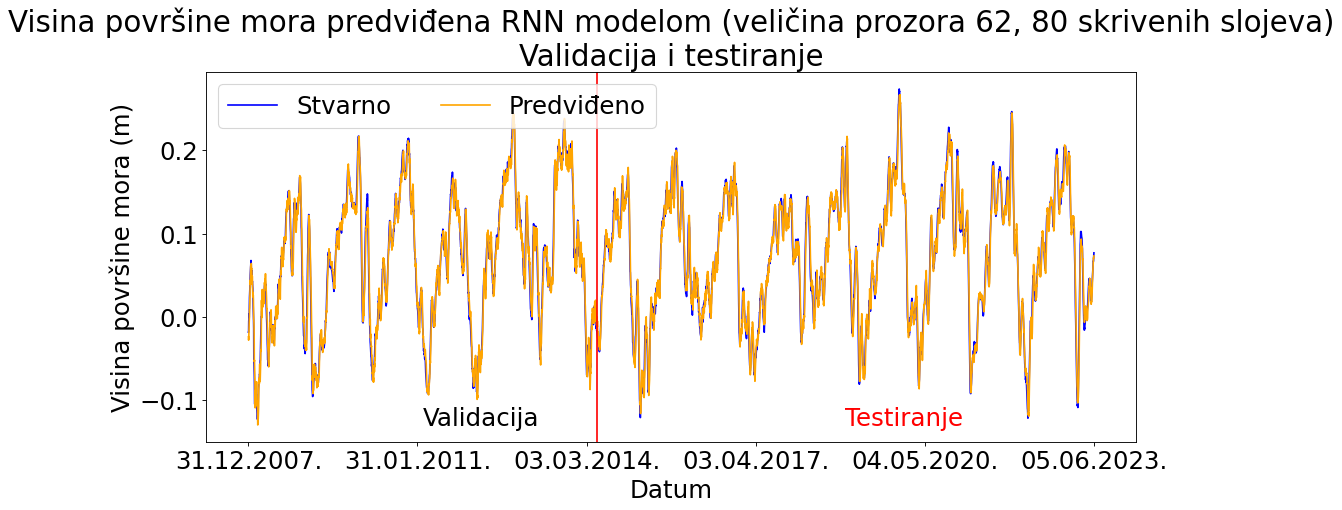 Visina površine mora predviđena RNN modelom (veličina prozora 62, 80 skrivenih slojeva)
Validacija i testiranje
Stvarno
Predviđeno
Visina površine mora (m)
0.2
0.1
0.0
−0.1
Validacija
Testiranje
31.12.2007.
31.01.2011.
03.03.2014.
03.04.2017.
04.05.2020.
05.06.2023.
Datum